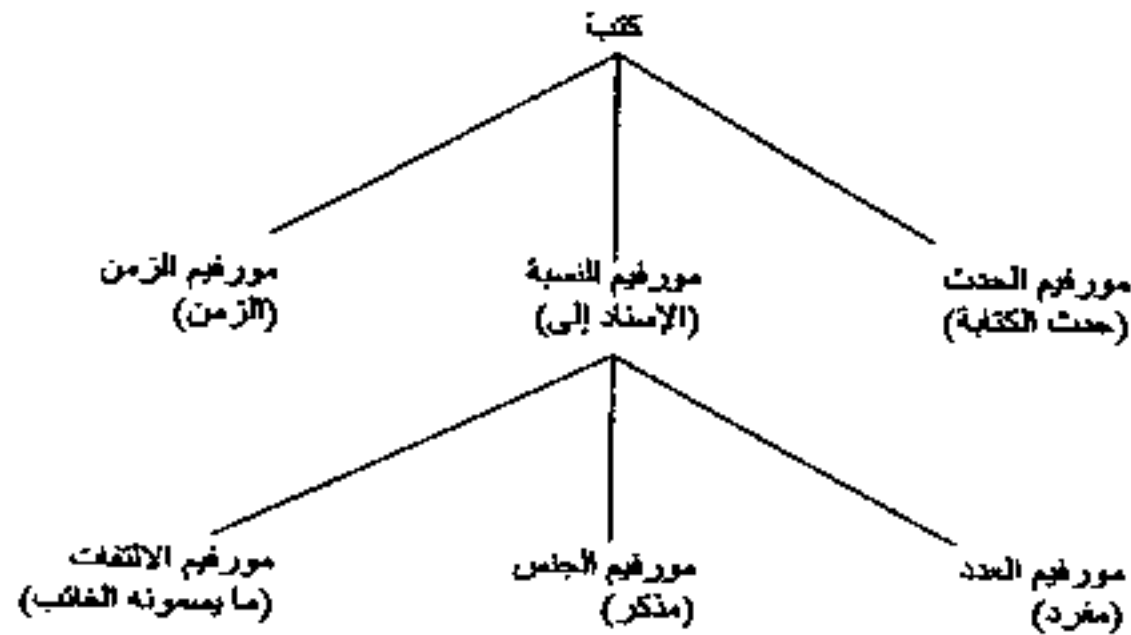 كتب
مورفيم الحدث
(حدث الكتابة)
مورفيم للنسبة
(الإسناد إلى)
مورفيم الزمن
(الزمن)
مورفيم العدد
(مفرد)
مورفيم الجنس
(مذكر)
مورفيم الالتفات
(ما يسمونه الغائب)